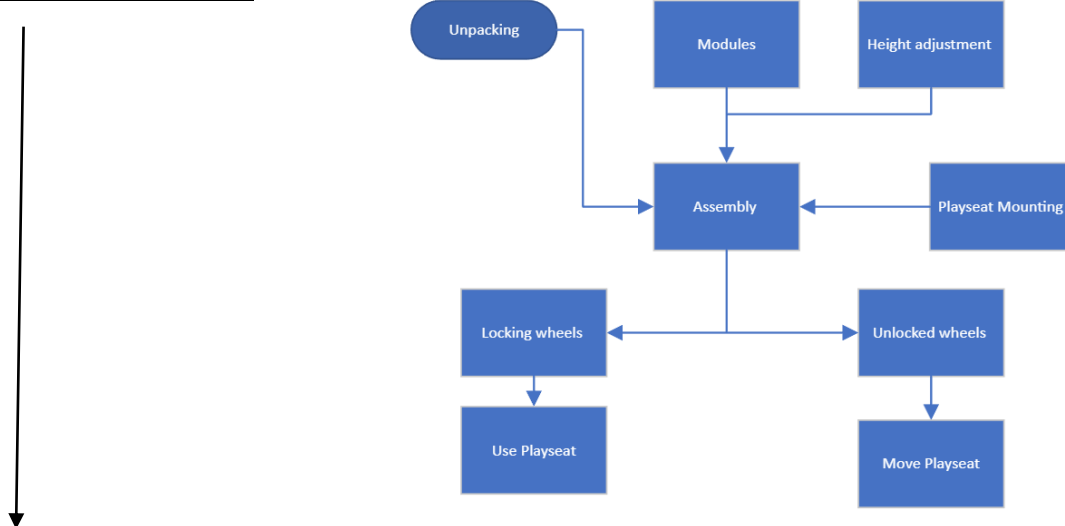 Unpacking
Modules
Height adjustment
Assembly
Playseat Mounting
Locking wheels
Unlocked wheels
Use Playseat
Move Playseat